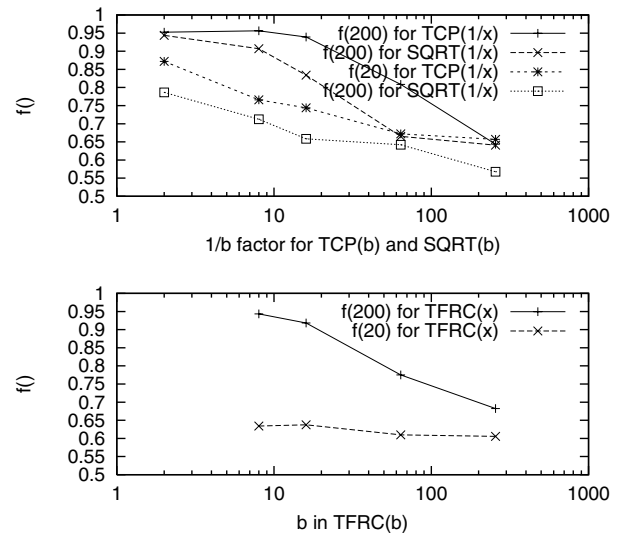 f()
1
0.95
0.9
0.85
0.8
0.75
0.7
0.65
0.6
0.55
0.5
f(200) for TCP(1/x)
f(200) for SQRT(1/x)
f(20) for TCP(1/x)
f(200) for SQRT(1/x)
1 10 100 1000
1/b factor for TCP(b) and SQRT(b)
f()
1
0.95
0.9
0.85
0.8
0.75
0.7
0.65
0.6
0.55
0.5
f(200) for TFRC(x)
f(20) for TFRC(x)
1 10 100 1000
b in TFRC(b)